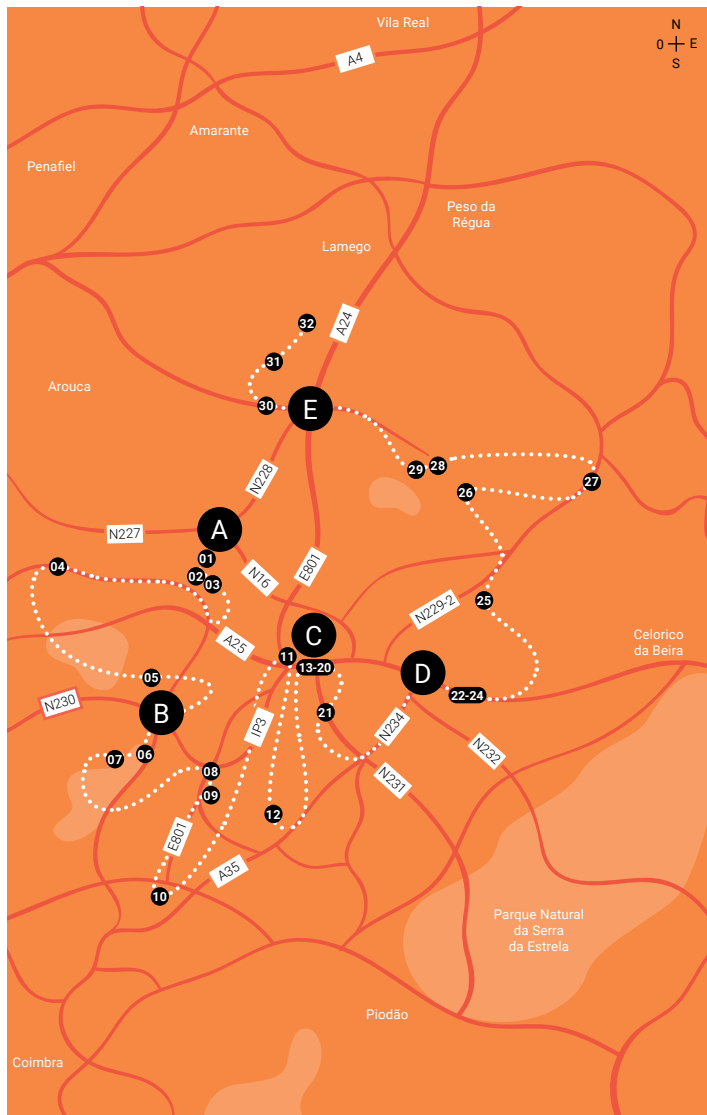 Vila Real
N
0
E
S
A4
Amarante
Penafiel
Peso da
Régua
Lamego
32
A24
31
Arouca
30
E
29
28
27
N228
26
A
N227
01
04
02
03
N16
E801
25
N229-2
C
A25
Celorico
da Beira
11
13-20
D
05
22-24
N230
B
21
IP3
N234
06
07
N232
08
N231
09
12
E801
A35
10
Parque Natural
da Serra
da Estrela
Piodão
Coimbra